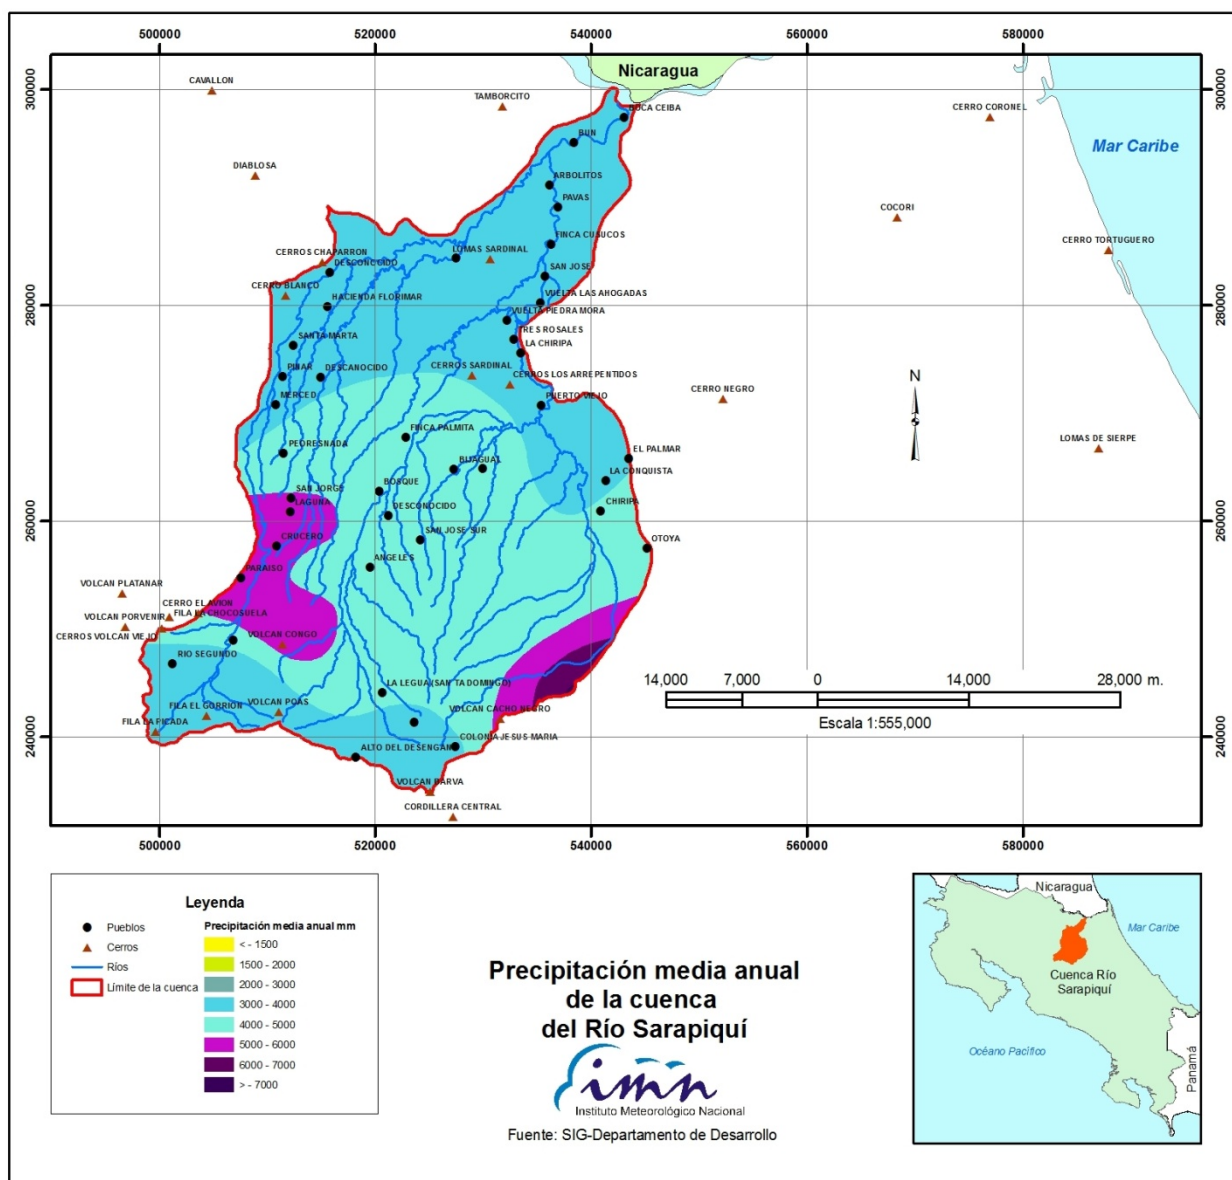 500000 520000 540000 560000 580000
300000
280000
260000
240000
300000
280000
260000
240000
Nicaragua
Mar Caribe
CAVALLON
TAMBORCITO
CERRO CORONEL
BOCA CEIBA
BUN
DIABLOSA
ARBOLITOS
PAVAS
COCORI
FINCA CUSUCOS
CERRO TORTUGUERO
LOMAS SARDINAL
CERROS CHAPARRON
DESCONOCIDO
SAN JOSE
CERRO BLANCO
HACIENDA FLORIMAR
VUELTA LAS AHOGADAS
VUELTA PIEDRA MORA
TRES ROSALES
SANTA MARTA
LA CHIRIPA
PINAR
DESCANOCIDO
CERROS SARDINAL
CERROS LOS ARREPENTIDOS
CERRO NEGRO
MERCED
PUERTO VIEJO
N
FINCA PALMITA
LOMAS DE SIERPE
PEDRESNADA
BIJAGUAL
EL PALMAR
LA CONQUISTA
SAN JORGE
LAGUNA
BOSQUE
DESCONOCIDO
CHIRIPA
CRUCERO
SAN JOSE SUR
OTOYA
ANGELES
PARAISO
VOLCAN PLATANAR
CERRO EL AVION
VOLCAN PORVENIR
FILA LA CHOCOSUELA
CERROS VOLCAN VIEJO
VOLCAN CONGO
RIO SEGUNDO
LA LEGUA (SANTA DOMINGO)
FILA EL GORRION
VOLCAN POAS
VOLCAN CACHO NEGRO
FILA LA PICADA
COLONIA JESUS MARIA
ALTO DEL DESENGAN
VOLCAN BARVA
CORDILLERA CENTRAL
14,000 7,000 0 14,000 28,000 m.
Escala 1:555,000
500000 520000 540000 560000 580000
Leyenda
Pueblos
Cerros
Ríos
Límite de la cuenca
Precipitación media anual mm
< - 1500
1500 - 2000
2000 - 3000
3000 - 4000
4000 - 5000
5000 - 6000
6000 - 7000
> - 7000
Precipitación media anual
de la cuenca
del Río Sarapiquí
imn
Instituto Meteorológico Nacional
Fuente: SIG-Departamento de Desarrollo
Nicaragua
Mar Caribe
Cuenca Río
Sarapiquí
Océano Pacífico
Panamá